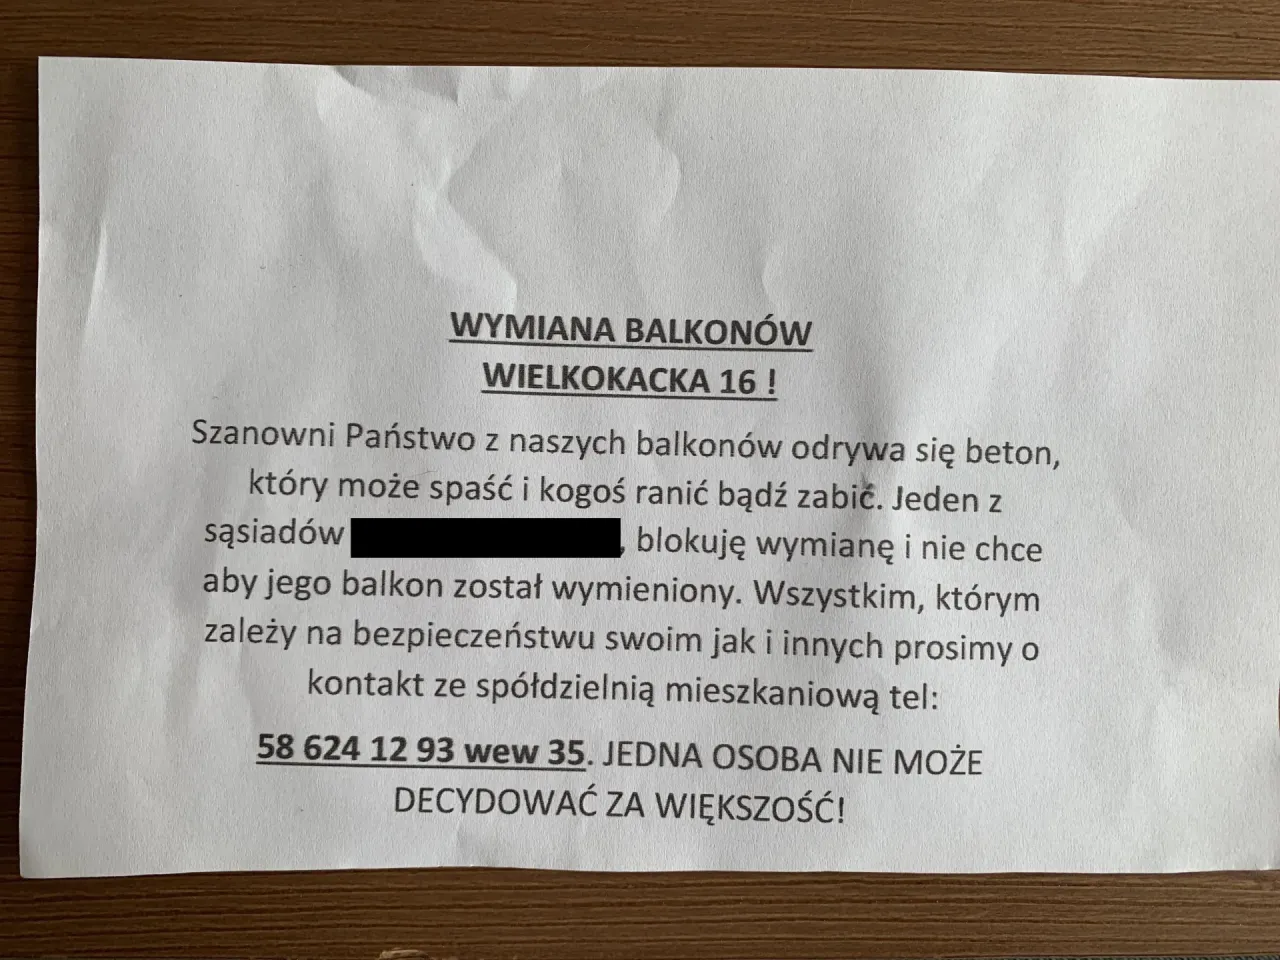 WYMIANA BALKONÓW
WIELKOKACKA 16 !
Szanowni Państwo z naszych balkonów odrywa się beton,
który może spaść i kogoś ranić bądź zabić. Jeden z
sąsiadów , blokuję wymianę i nie chce
aby jego balkon został wymieniony. Wszystkim, którym
zależy na bezpieczeństwu swoim jak i innych prosimy o
kontakt ze spółdzielnią mieszkaniową tel:
58 624 12 93 wew 35. JEDNA OSOBA NIE MOŻE
DECYDOWAĆ ZA WIĘKSZOŚĆ!